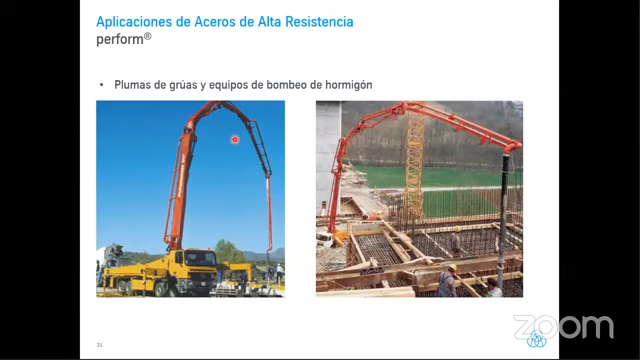 Aplicaciones de Aceros de Alta Resistencia
perform®
• Plumas de grúas y equipos de bombeo de hormigón
zoom